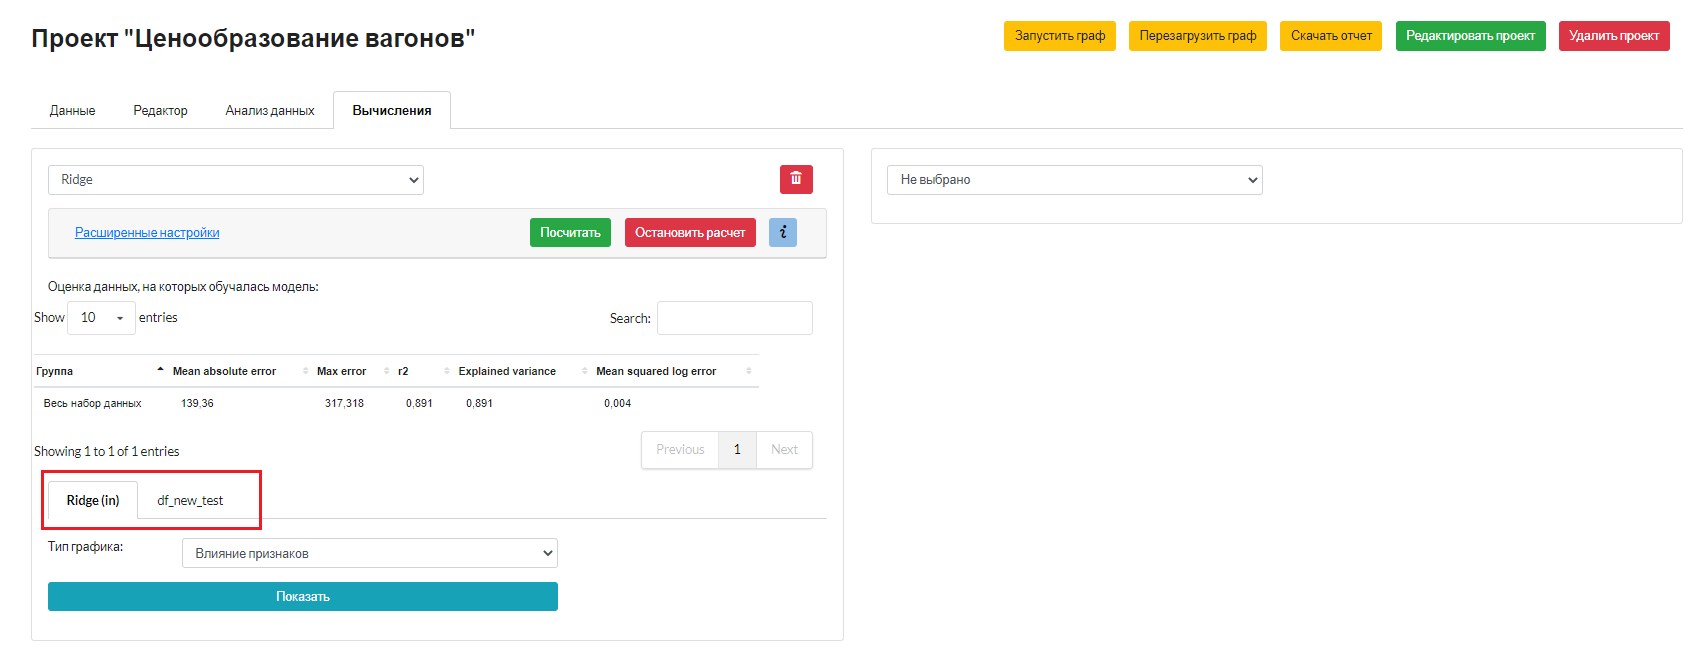 Проект "Ценообразование вагонов"
Запустить граф Перезагрузить граф Скачать отчет Редактировать проект Удалить проект
Данные Редактор Анализ данных Вычисления
Ridge
Не выбрано
Расширенные настройки Посчитать Остановить расчет i
Оценка данных, на которых обучалась модель:
Show 10 entries Search:
Группа Mean absolute error Max error r2 Explained variance Mean squared log error
Весь набор данных 139,36 317,318 0,891 0,891 0,004
Showing 1 to 1 of 1 entries Previous 1 Next
Ridge (in) df_new_test
Тип графика: Влияние признаков
Показать